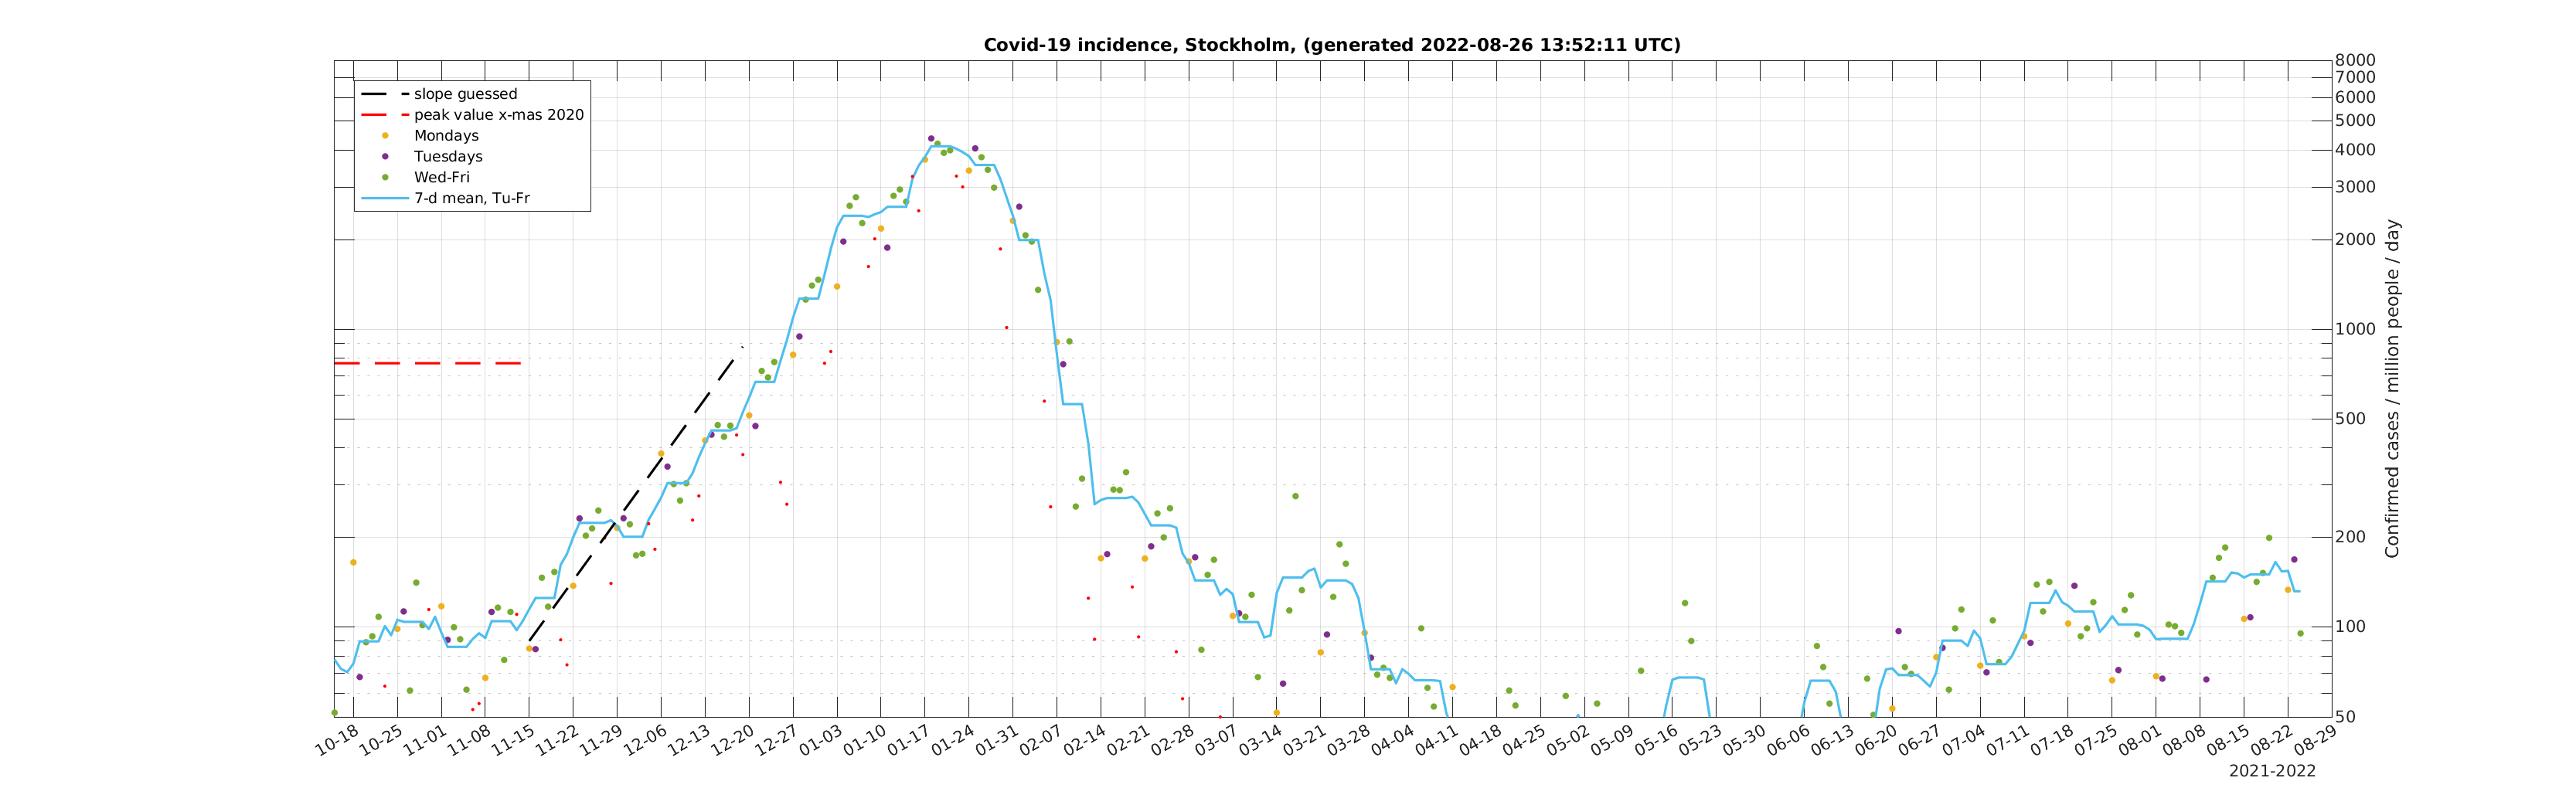 Covid-19 incidence, Stockholm, (generated 2022-08-26 13:52:11 UTC)
slope guessed
peak value x-mas 2020
Mondays
Tuesdays
Wed-Fri
7-d mean, Tu-Fr
8000
7000
6000
5000
4000
3000
2000
1000
500
200
100
50
Confirmed cases / million people / day
10-18 10-25 11-01 11-08 11-15 11-22 11-29 12-06 12-13 12-20 12-27 01-03 01-10 01-17 01-24 01-31 02-07 02-14 02-21 02-28 03-07 03-14 03-21 03-28 04-04 04-11 04-18 04-25 05-02 05-09 05-16 05-23 05-30 06-06 06-13 06-20 06-27 07-04 07-11 07-18 07-25 08-01 08-08 08-15 08-22 08-29
2021-2022